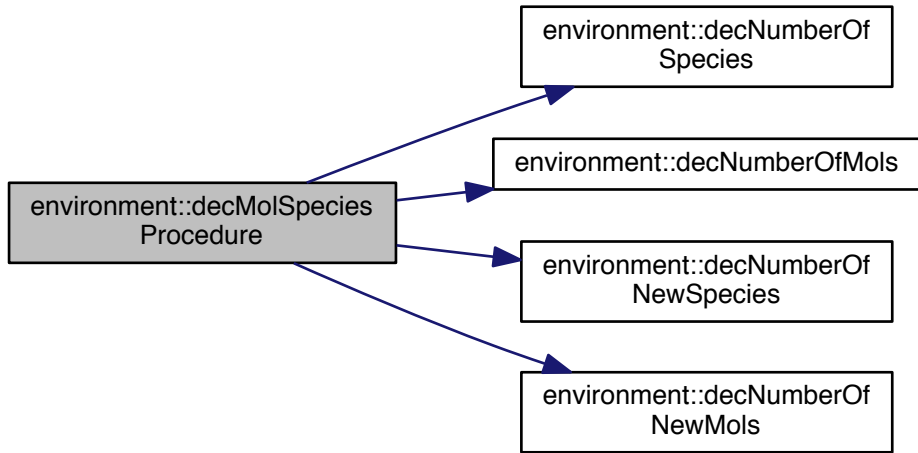 environment::decMolSpecies
Procedure
environment::decNumberOf
Species
environment::decNumberOfMols
environment::decNumberOf
NewSpecies
environment::decNumberOf
NewMols